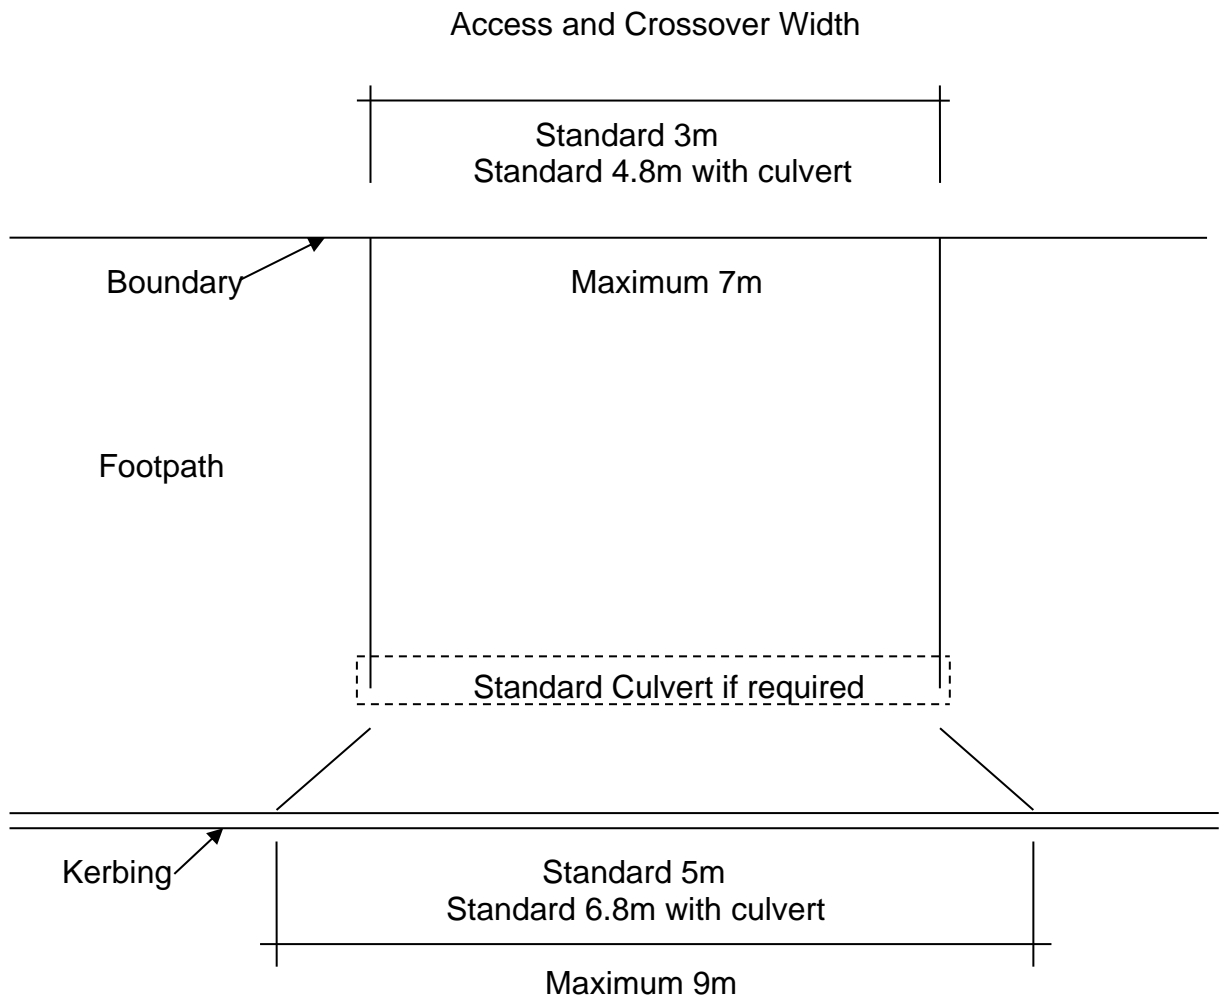 Access and Crossover Width
Standard 3m
Standard 4.8m with culvert
Boundary
Maximum 7m
Footpath
Standard Culvert if required
Kerbing
Standard 5m
Standard 6.8m with culvert
Maximum 9m